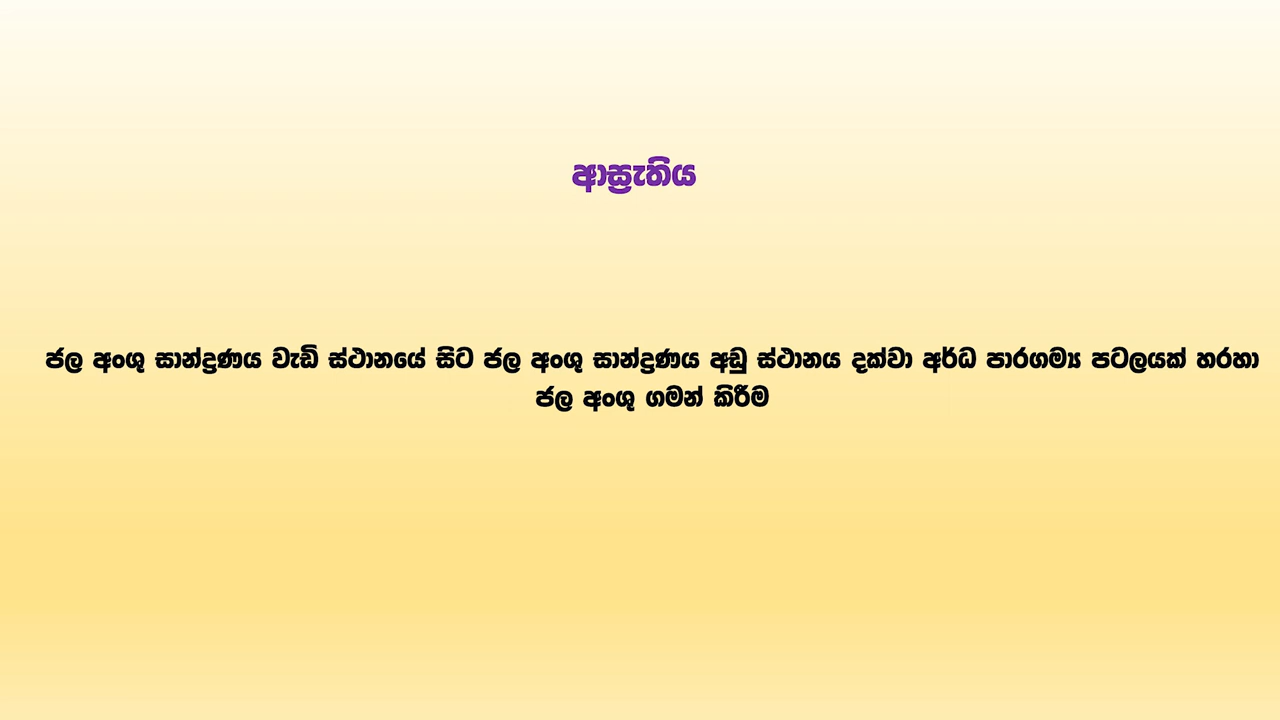 ආස්‍රැතිය
ජල අංශු සාන්ද්‍රණය වැඩි ස්ථානයේ සිට ජල අංශු සාන්ද්‍රණය අඩු ස්ථානය දක්වා අර්ධ පාරගම්‍ය පටලයක් හරහා
ජල අංශු ගමන් කිරීම